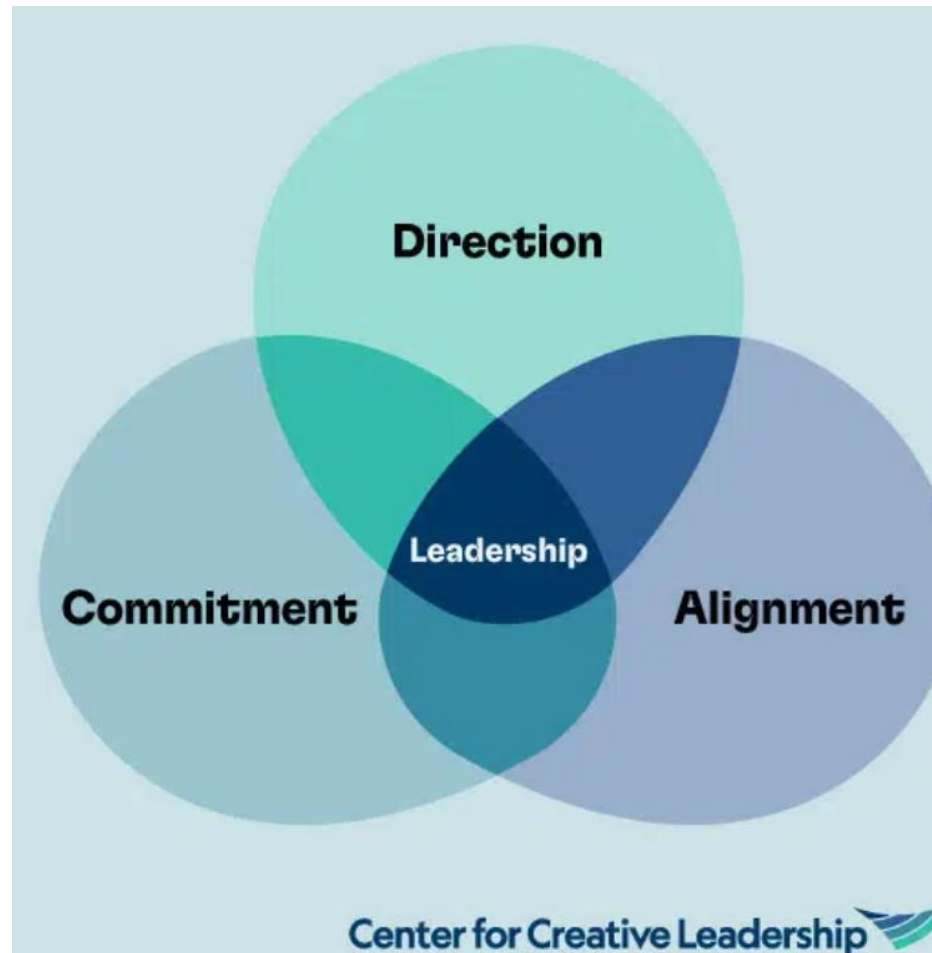 Direction
Leadership
Commitment
Alignment
Center for Creative Leadership